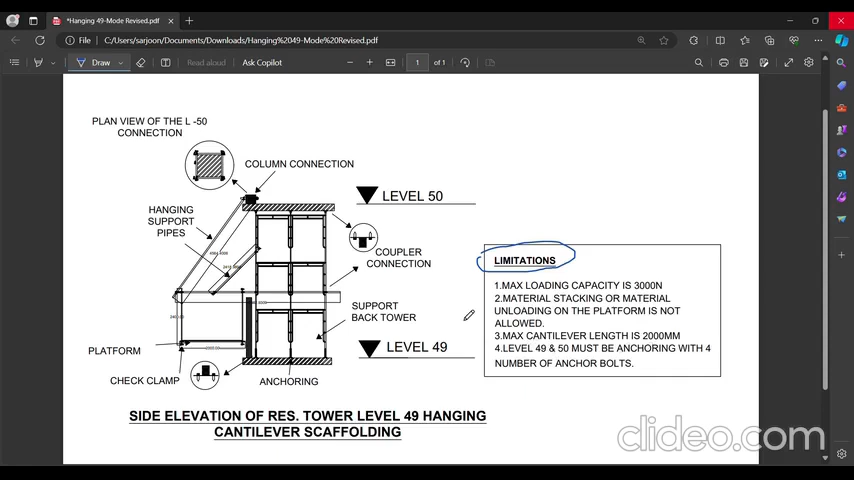 *Hanging 49-Mode Revised.pdf
File
C:/Users/sarjoon/Documents/Downloads/Hanging%2049-Mode%20Revised.pdf
Draw
Read aloud
Ask Copilot
1
of 1
PLAN VIEW OF THE L -50
CONNECTION
COLUMN CONNECTION
LEVEL 50
HANGING
SUPPORT
PIPES
COUPLER
CONNECTION
SUPPORT
BACK TOWER
LEVEL 49
PLATFORM
CHECK CLAMP
ANCHORING
SIDE ELEVATION OF RES. TOWER LEVEL 49 HANGING
CANTILEVER SCAFFOLDING
LIMITATIONS
1.MAX LOADING CAPACITY IS 3000N
2.MATERIAL STACKING OR MATERIAL
UNLOADING ON THE PLATFORM IS NOT
ALLOWED.
3.MAX CANTILEVER LENGTH IS 2000MM
4.LEVEL 49 & 50 MUST BE ANCHORING WITH 4
NUMBER OF ANCHOR BOLTS.
clideo.com